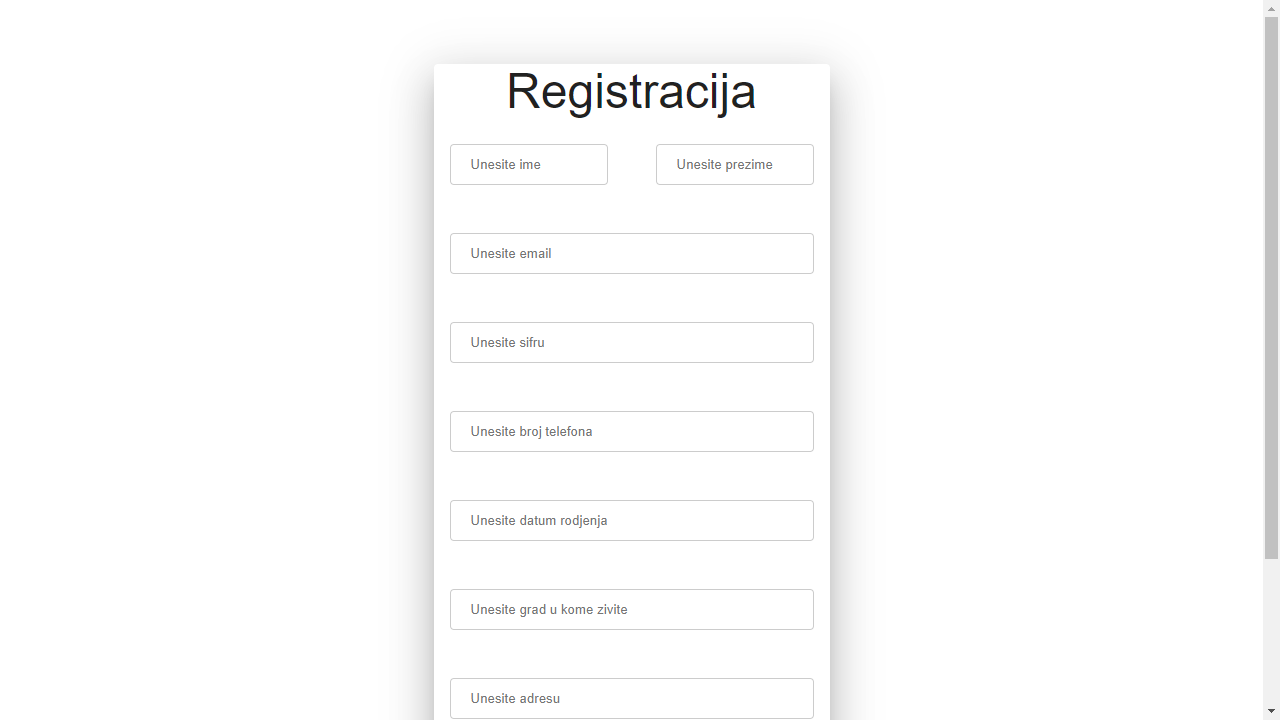 Registracija
Unesite ime
Unesite prezime
Unesite email
Unesite sifru
Unesite broj telefona
Unesite datum rodjenja
Unesite grad u kome zivite
Unesite adresu